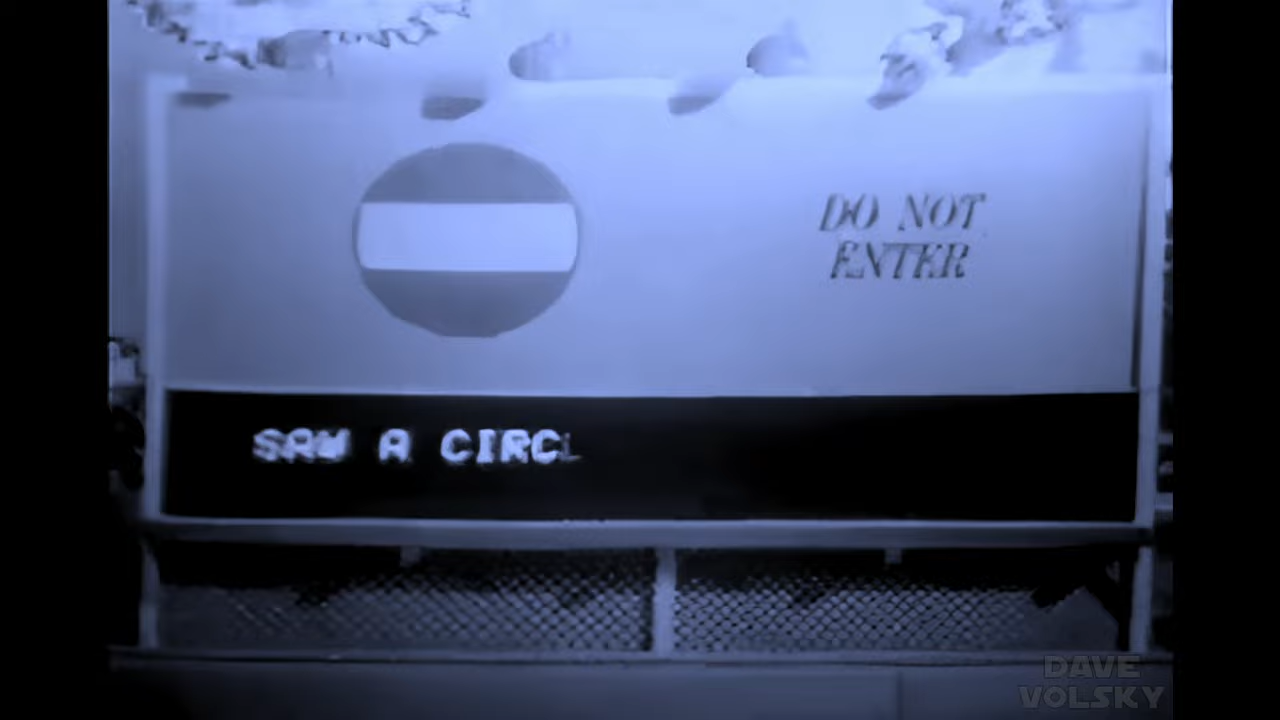 DO NOT
ENTER
SAW A CIRCL
DAVE
VOLSKY